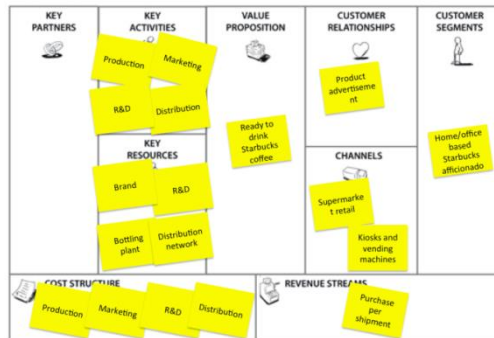 KEY
PARTNERS
KEY
ACTIVITIES
Production
Marketing
R&D
Distribution
KEY
RESOURCES
Brand
R&D
Bottling
plant
Distribution
network
VALUE
PROPOSITION
Ready to
drink
Starbucks
coffee
CUSTOMER
RELATIONSHIPS
Product
advertiseme
nt
CHANNELS
Supermarke
t retail
Kiosks and
vending
machines
CUSTOMER
SEGMENTS
Home/office
based
Starbucks
afficionado
COST STRUCTURE
Production
Marketing
R&D
Distribution
REVENUE STREAMS
Purchase
per
shipment